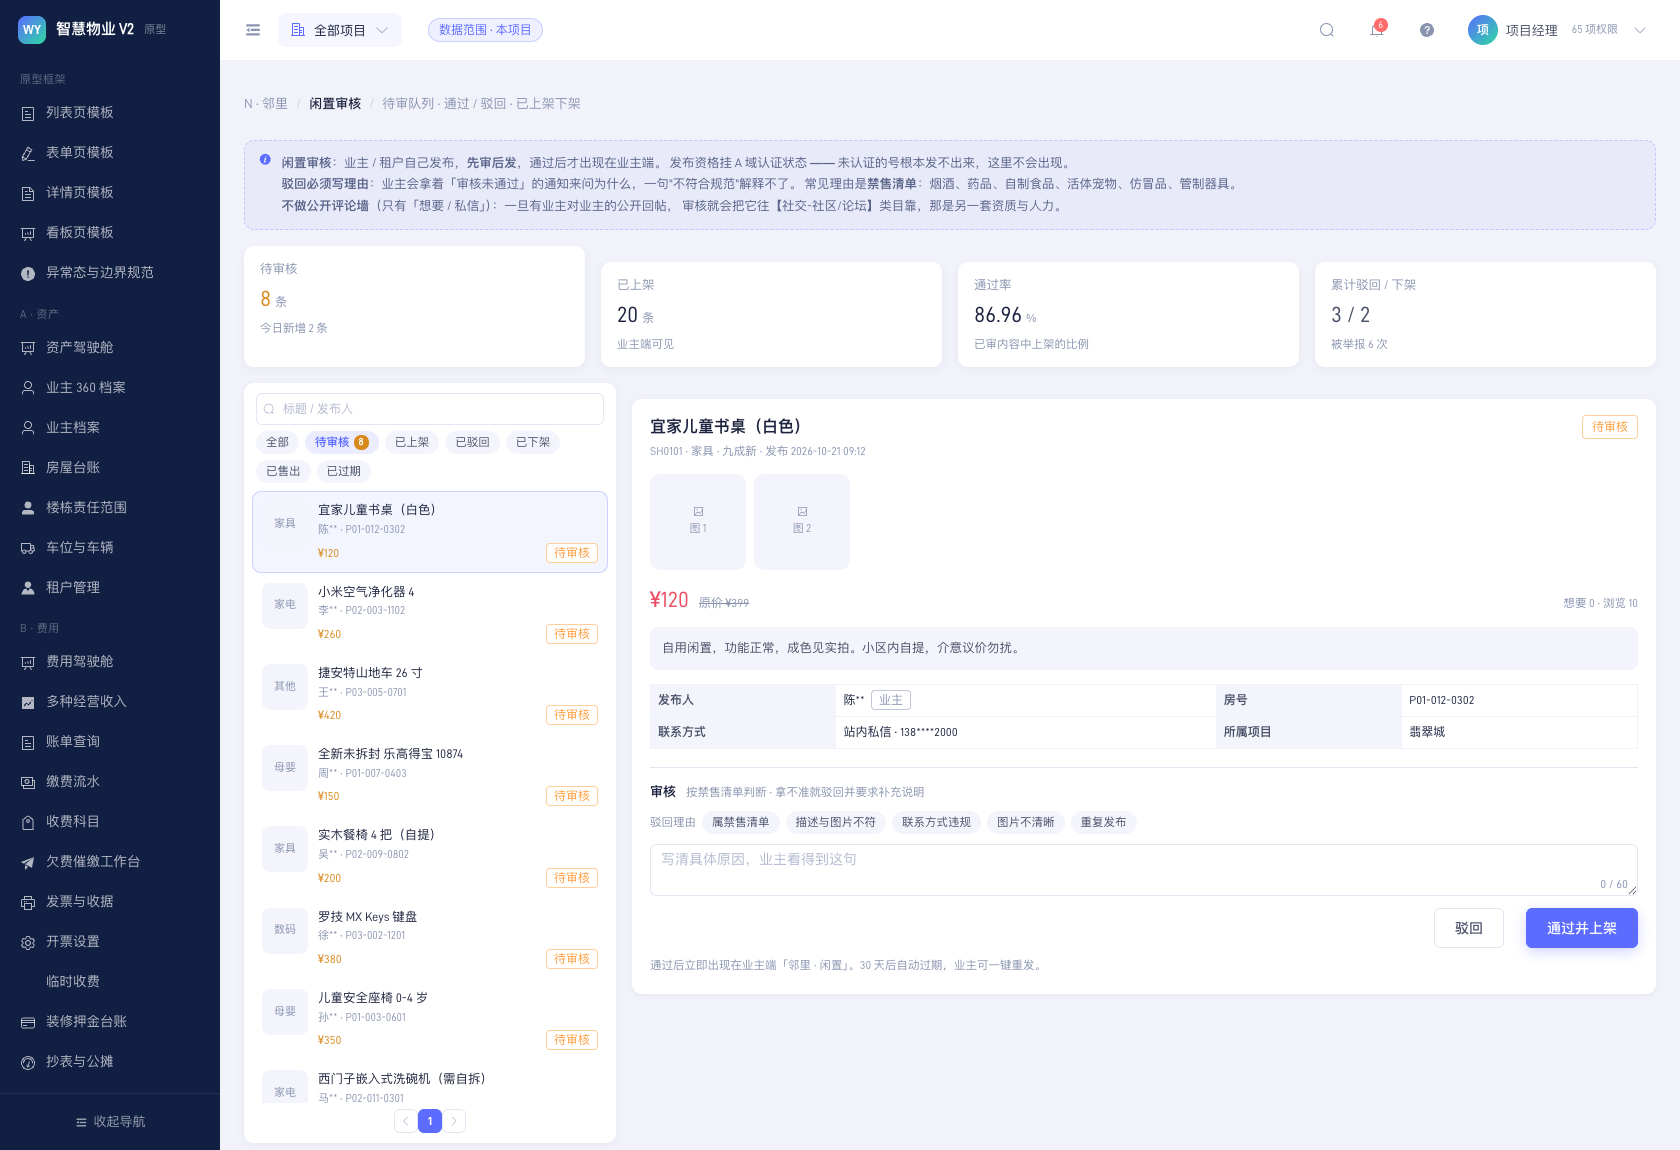 WY 智慧物业 V2 原型
原型框架
列表页模板
表单页模板
详情页模板
看板页模板
异常态与边界规范
A · 资产
资产驾驶舱
业主 360 档案
业主档案
房屋台账
楼栋责任范围
车位与车辆
租户管理
B · 费用
费用驾驶舱
多种经营收入
账单查询
缴费流水
收费科目
欠费催缴工作台
发票与收据
开票设置
临时收费
装修押金台账
抄表与公摊
收起导航
全部项目
数据范围 · 本项目
6
项 项目经理 65 项权限
N · 邻里 / 闲置审核 / 待审队列 · 通过 / 驳回 · 已上架下架
闲置审核：业主 / 租户自己发布，先审后发，通过后才出现在业主端。 发布资格挂 A 域认证状态 —— 未认证的号根本发不出来，这里不会出现。
驳回必须写理由：业主会拿着「审核未通过」的通知来问为什么，一句"不符合规范"解释不了。 常见理由是禁售清单：烟酒、药品、自制食品、活体宠物、仿冒品、管制器具。
不做公开评论墙（只有「想要 / 私信」）：一旦有业主对业主的公开回帖， 审核就会把它往【社交-社区/论坛】类目靠，那是另一套资质与人力。
待审核
8 条
今日新增 2 条
已上架
20 条
业主端可见
通过率
86.96 %
已审内容中上架的比例
累计驳回 / 下架
3 / 2
被举报 6 次
标题 / 发布人
全部 待审核 8 已上架 已驳回 已下架
已售出 已过期
家具
宜家儿童书桌（白色）
陈** · P01-012-0302
¥120 待审核
家电
小米空气净化器 4
李** · P02-003-1102
¥260 待审核
其他
捷安特山地车 26 寸
王** · P03-005-0701
¥420 待审核
母婴
全新未拆封 乐高得宝 10874
周** · P01-007-0403
¥150 待审核
家具
实木餐椅 4 把（自提）
吴** · P02-009-0802
¥200 待审核
数码
罗技 MX Keys 键盘
徐** · P03-002-1201
¥380 待审核
母婴
儿童安全座椅 0-4 岁
孙** · P01-003-0601
¥350 待审核
家电
西门子嵌入式洗碗机（需自拆）
马** · P02-011-0301
1
宜家儿童书桌（白色） 待审核
SH0101 · 家具 · 九成新 · 发布 2026-10-21 09:12
图 1 图 2
¥120 原价 ¥399 想要 0 · 浏览 10
自用闲置，功能正常，成色见实拍。小区内自提，介意议价勿扰。
发布人 陈** 业主 房号 P01-012-0302
联系方式 站内私信 · 138****2000 所属项目 翡翠城
审核 按禁售清单判断 · 拿不准就驳回并要求补充说明
驳回理由 属禁售清单 描述与图片不符 联系方式违规 图片不清晰 重复发布
写清具体原因，业主看得到这句
0 / 60
驳回 通过并上架
通过后立即出现在业主端「邻里 · 闲置」。30 天后自动过期，业主可一键重发。